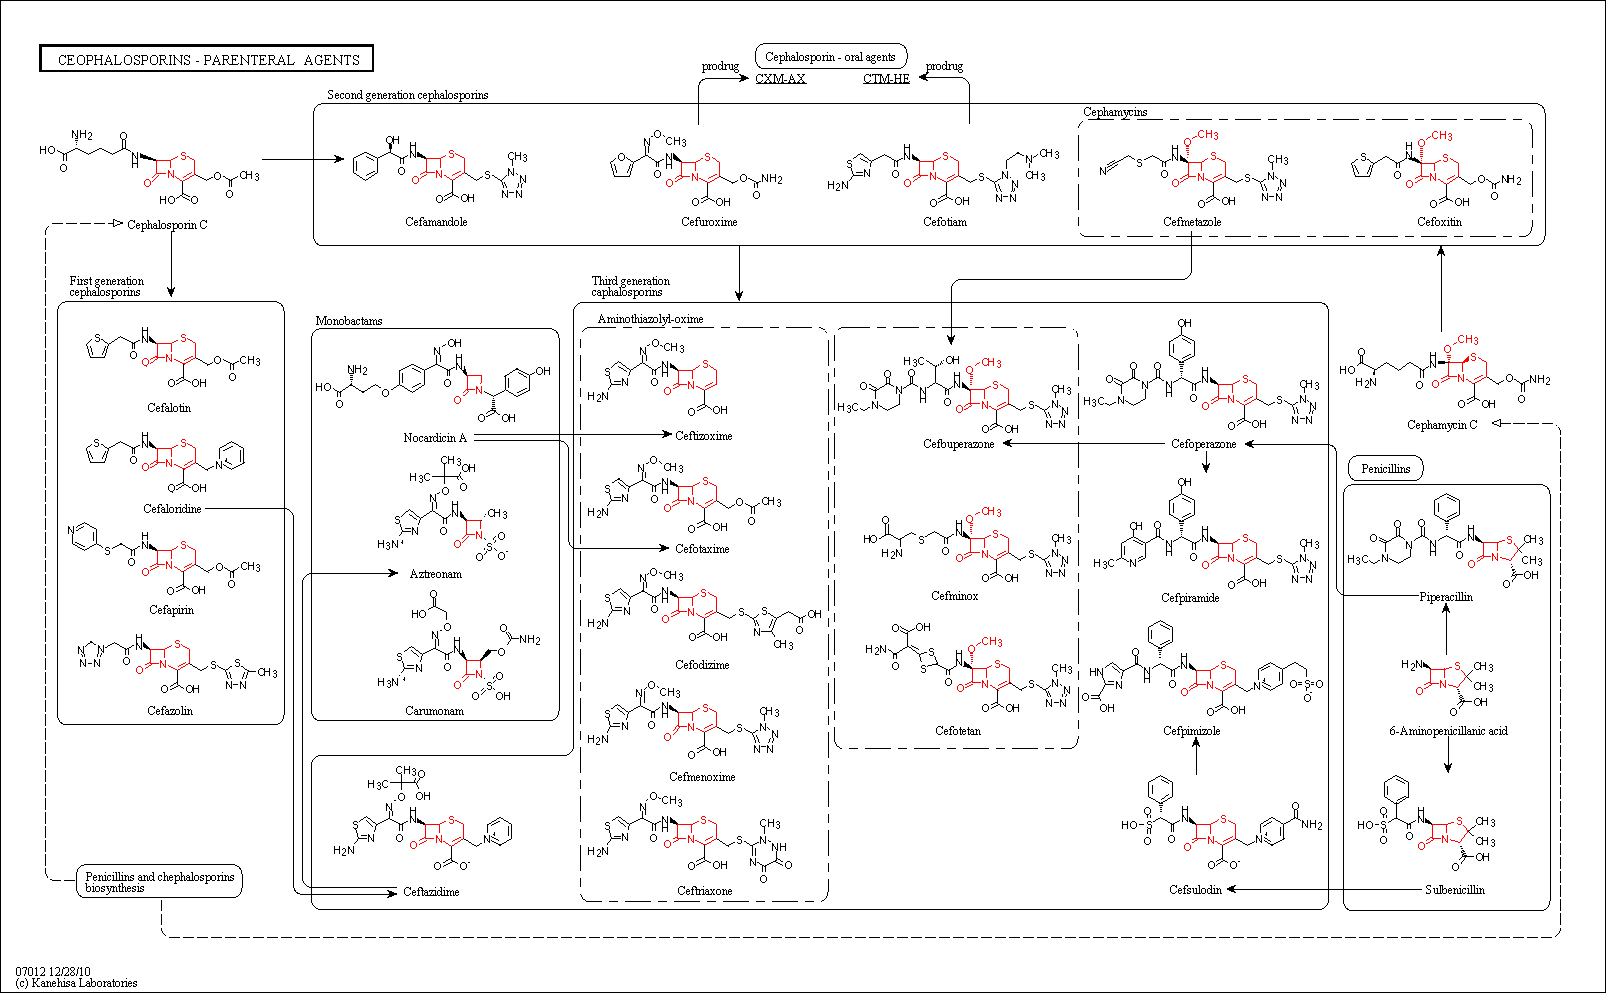 CEOPHALOSPORINS - PARENTERAL AGENTS
Cephalosporin - oral agents
prodrug
prodrug
CXM-AX
CTM-HE
Second generation cephalosporins
Cephamycins
Cephalosporin C
Cefamandole
Cefuroxime
Cefotiam
Cefmetazole
Cefoxitin
First generation
cephalosporins
Third generation
caphalosporins
Monobactams
Aminothiazolyl-oxime
Cefalotin
Cefaloridine
Cefapirin
Cefazolin
Nocardicin A
Aztreonam
Carumonam
Ceftazidime
Ceftizoxime
Cefotaxime
Cefodizime
Cefmenoxime
Ceftriaxone
Cefbuperazone
Cefminox
Cefotetan
Cefoperazone
Cefpiramide
Cefpimizole
Cefsulodin
Cephamycin C
Penicillins
Piperacillin
6-Aminopenicillanic acid
Sulbenicillin
Penicillins and chephalosporins
biosynthesis
07012 12/28/10
(c) Kanehisa Laboratories